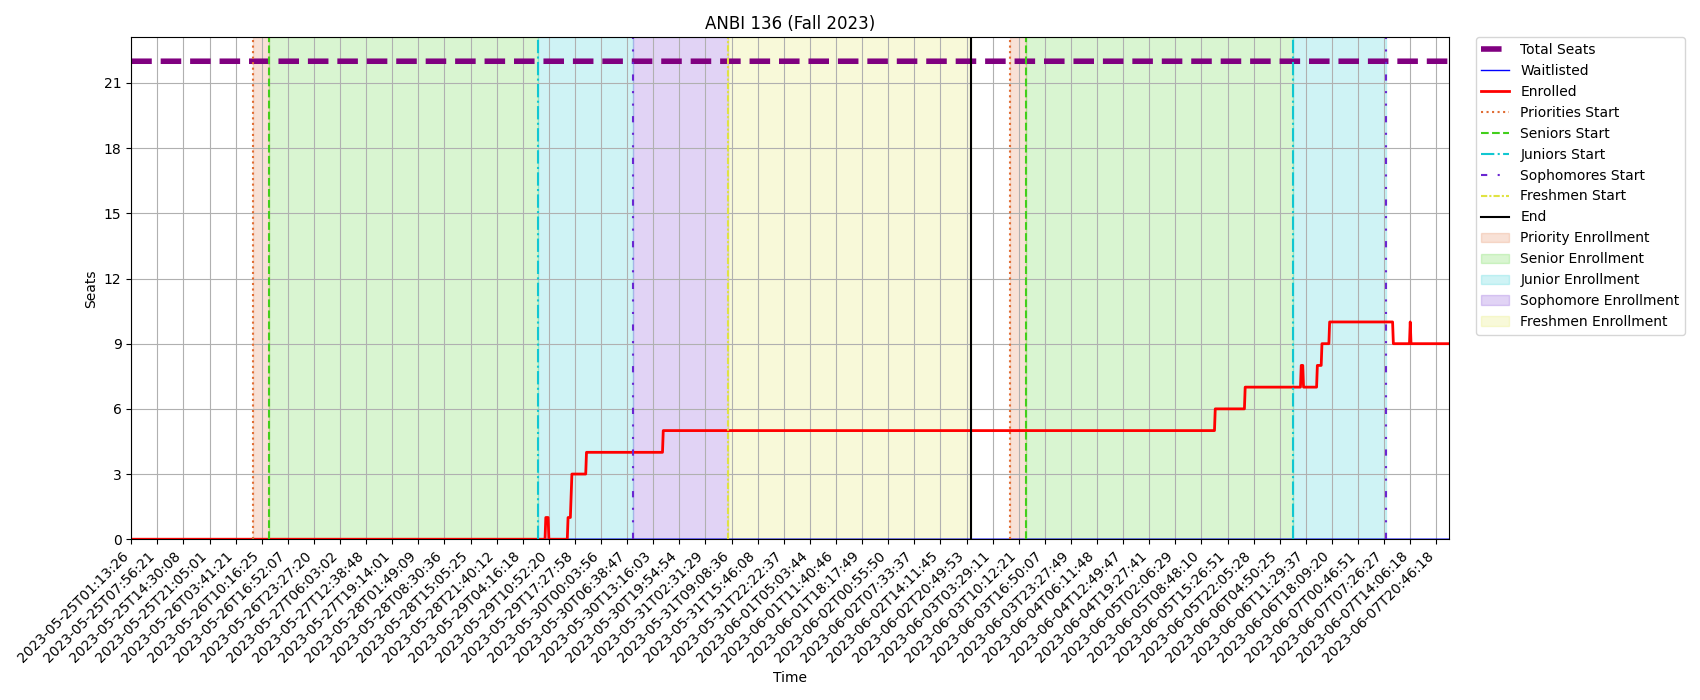 ANBI 136 (Fall 2023)
Seats
21
18
15
12
9
6
3
0
2023-05-25T01:13:26
2023-05-25T07:56:21
2023-05-25T14:30:08
2023-05-25T21:05:01
2023-05-26T03:41:21
2023-05-26T10:16:25
2023-05-26T16:52:07
2023-05-26T23:27:20
2023-05-27T06:03:02
2023-05-27T12:38:48
2023-05-27T19:14:01
2023-05-28T01:49:09
2023-05-28T08:30:36
2023-05-28T15:05:25
2023-05-28T21:40:12
2023-05-29T04:16:18
2023-05-29T10:52:20
2023-05-29T17:27:58
2023-05-30T00:03:56
2023-05-30T06:38:47
2023-05-30T13:16:03
2023-05-30T19:54:54
2023-05-31T02:31:29
2023-05-31T09:08:36
2023-05-31T15:46:08
2023-05-31T22:22:37
2023-06-01T05:03:44
2023-06-01T11:40:46
2023-06-01T18:17:49
2023-06-02T00:55:50
2023-06-02T07:33:37
2023-06-02T14:11:45
2023-06-02T20:49:53
2023-06-03T03:29:11
2023-06-03T10:12:21
2023-06-03T16:50:07
2023-06-03T23:27:49
2023-06-04T06:11:48
2023-06-04T12:49:47
2023-06-04T19:27:41
2023-06-05T02:06:29
2023-06-05T08:48:10
2023-06-05T15:26:51
2023-06-05T22:05:28
2023-06-06T04:50:25
2023-06-06T11:29:37
2023-06-06T18:09:20
2023-06-07T00:46:51
2023-06-07T07:26:27
2023-06-07T14:06:18
2023-06-07T20:46:18
Time
Total Seats
Waitlisted
Enrolled
Priorities Start
Seniors Start
Juniors Start
Sophomores Start
Freshmen Start
End
Priority Enrollment
Senior Enrollment
Junior Enrollment
Sophomore Enrollment
Freshmen Enrollment